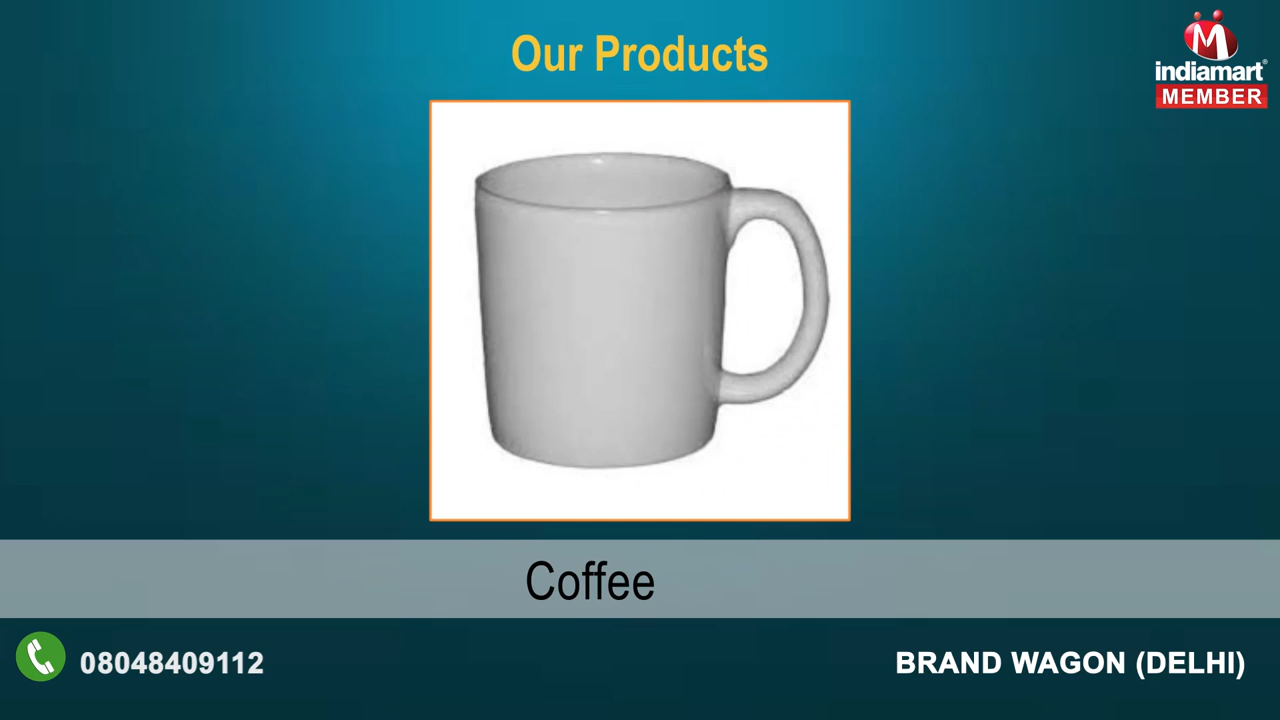 Our Products
indiamart®
MEMBER
Coffee
08048409112
BRAND WAGON (DELHI)